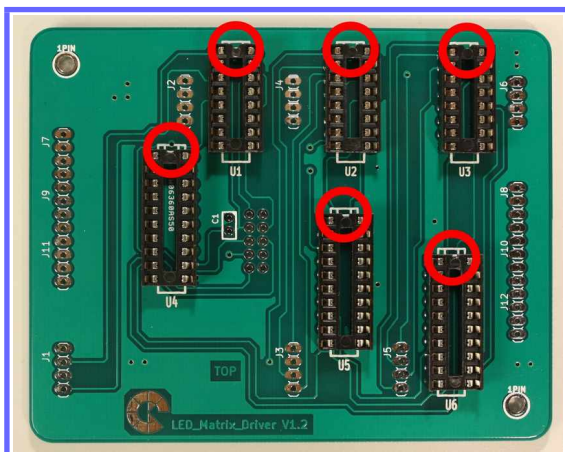 1PIN
J2
J4
J6
J7
U1
U2
U3
J9
J8
C1
J11
J10
U4
J12
J1
J3
U5
J5
U6
TOP
1PIN
LED_Matrix_Driver V1.2